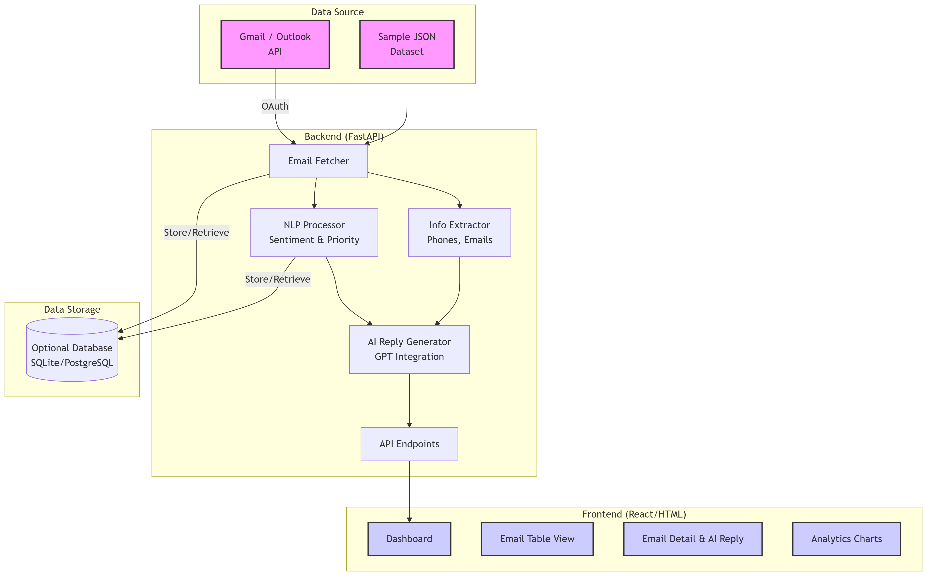 Data Source
Gmail / Outlook
API
Sample JSON
Dataset
OAuth
Backend (FastAPI)
Email Fetcher
Store/Retrieve
NLP Processor
Sentiment & Priority
Info Extractor
Phones, Emails
Store/Retrieve
Data Storage
Optional Database
SQLite/PostgreSQL
AI Reply Generator
GPT Integration
API Endpoints
Frontend (React/HTML)
Dashboard
Email Table View
Email Detail & AI Reply
Analytics Charts